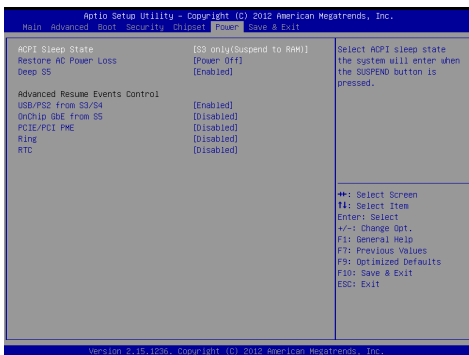 Aptio Setup Utility – Copyright (C) 2012 American Megatrends, Inc.
Main Advanced Boot Security Chipset Power Save & Exit
ACPI Sleep State [S3 only(Suspend to RAM)]
Restore AC Power Loss [Power Off]
Deep S5 [Enabled]
Advanced Resume Events Control
USB/PS2 from S3/S4 [Enabled]
OnChip GbE from S5 [Disabled]
PCIE/PCI PME [Disabled]
Ring [Disabled]
RTC [Disabled]
Select ACPI sleep state
the system will enter when
the SUSPEND button is
pressed.
→←: Select Screen
↑↓: Select Item
Enter: Select
+/-: Change Opt.
F1: General Help
F7: Previous Values
F9: Optimized Defaults
F10: Save & Exit
ESC: Exit
Version 2.15.1236. Copyright (C) 2012 American Megatrends, Inc.